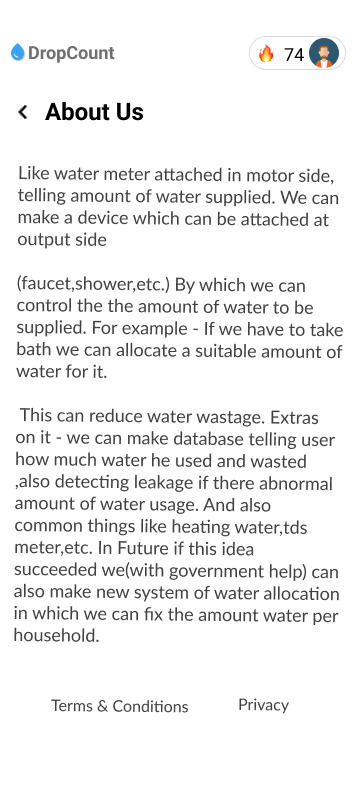 DropCount
74
About Us
Like water meter attached in motor side,
telling amount of water supplied. We can
make a device which can be attached at
output side
(faucet,shower,etc.) By which we can
control the the amount of water to be
supplied. For example - If we have to take
bath we can allocate a suitable amount of
water for it.
This can reduce water wastage. Extras
on it - we can make database telling user
how much water he used and wasted
,also detecting leakage if there abnormal
amount of water usage. And also
common things like heating water,tds
meter,etc. In Future if this idea
succeeded we(with government help) can
also make new system of water allocation
in which we can fix the amount water per
household.
Terms & Conditions
Privacy